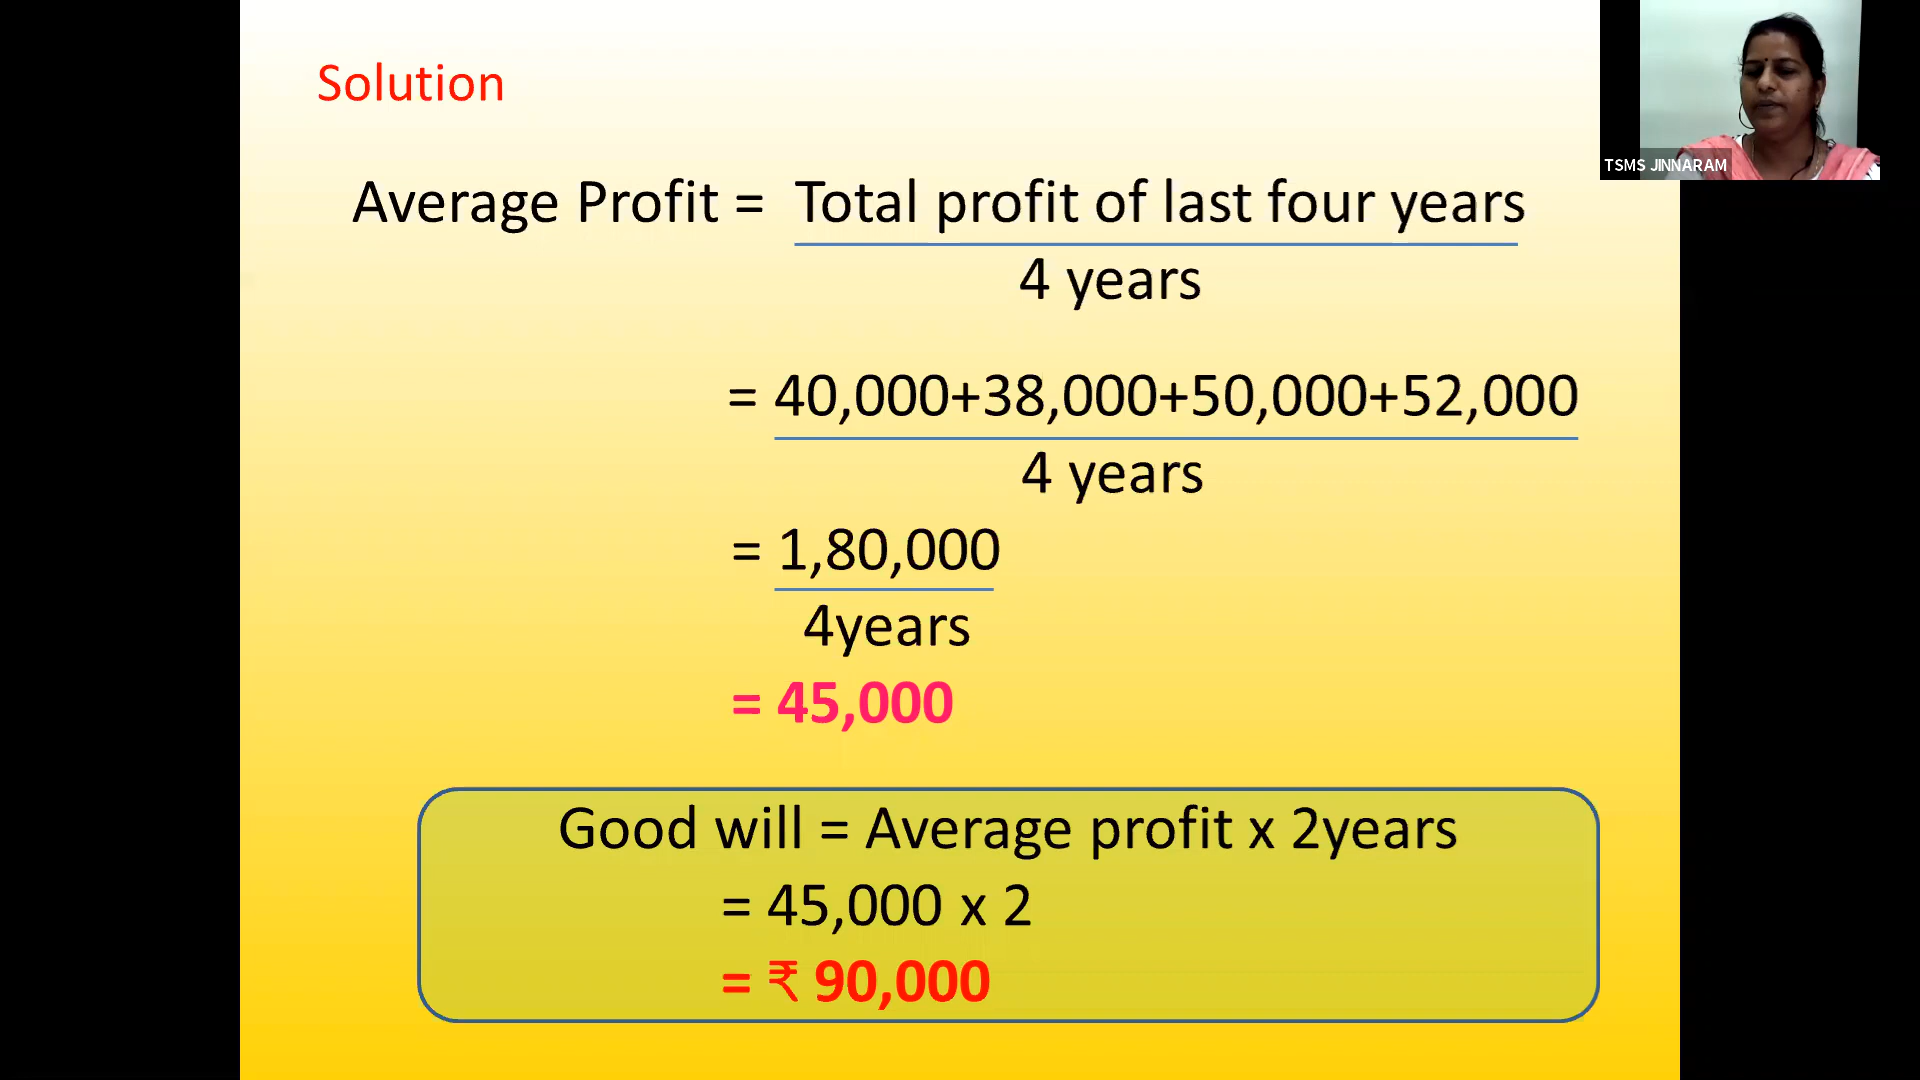 Solution
TSMS JINNARAM
Average Profit = Total profit of last four years
4 years
= 40,000+38,000+50,000+52,000
4 years
= 1,80,000
4years
= 45,000
Good will = Average profit x 2years
= 45,000 x 2
= ₹ 90,000